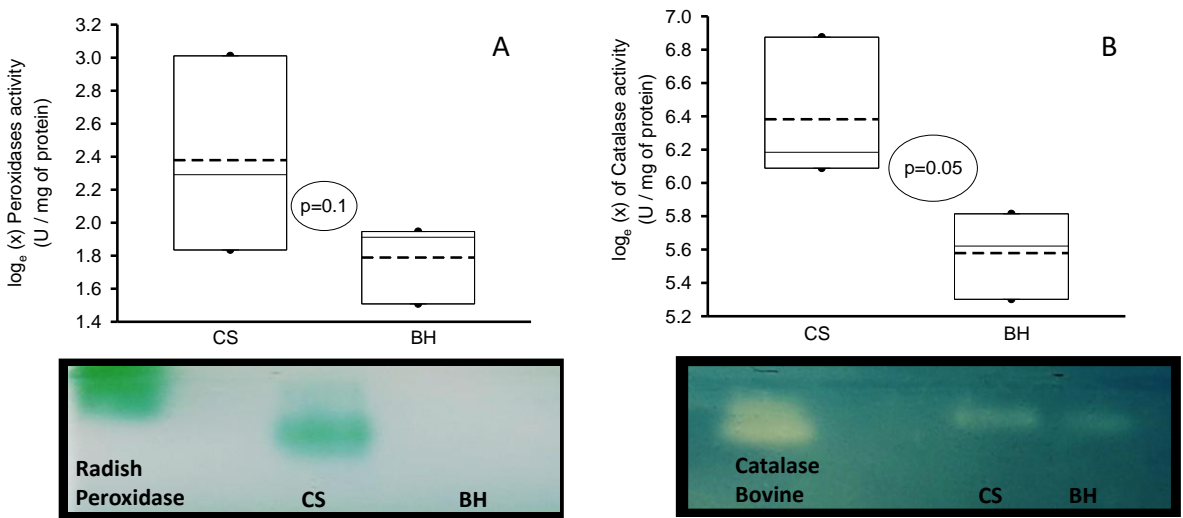 A
log_e (x) Peroxidases activity
(U / mg of protein)
3.2
3.0
2.8
2.6
2.4
2.2
2.0
1.8
1.6
1.4
p=0.1
CS
BH
Radish
Peroxidase
CS
BH
B
log_e (x) of Catalase activity
(U / mg of protein)
7.0
6.8
6.6
6.4
6.2
6.0
5.8
5.6
5.4
5.2
p=0.05
CS
BH
Catalase
Bovine
CS
BH